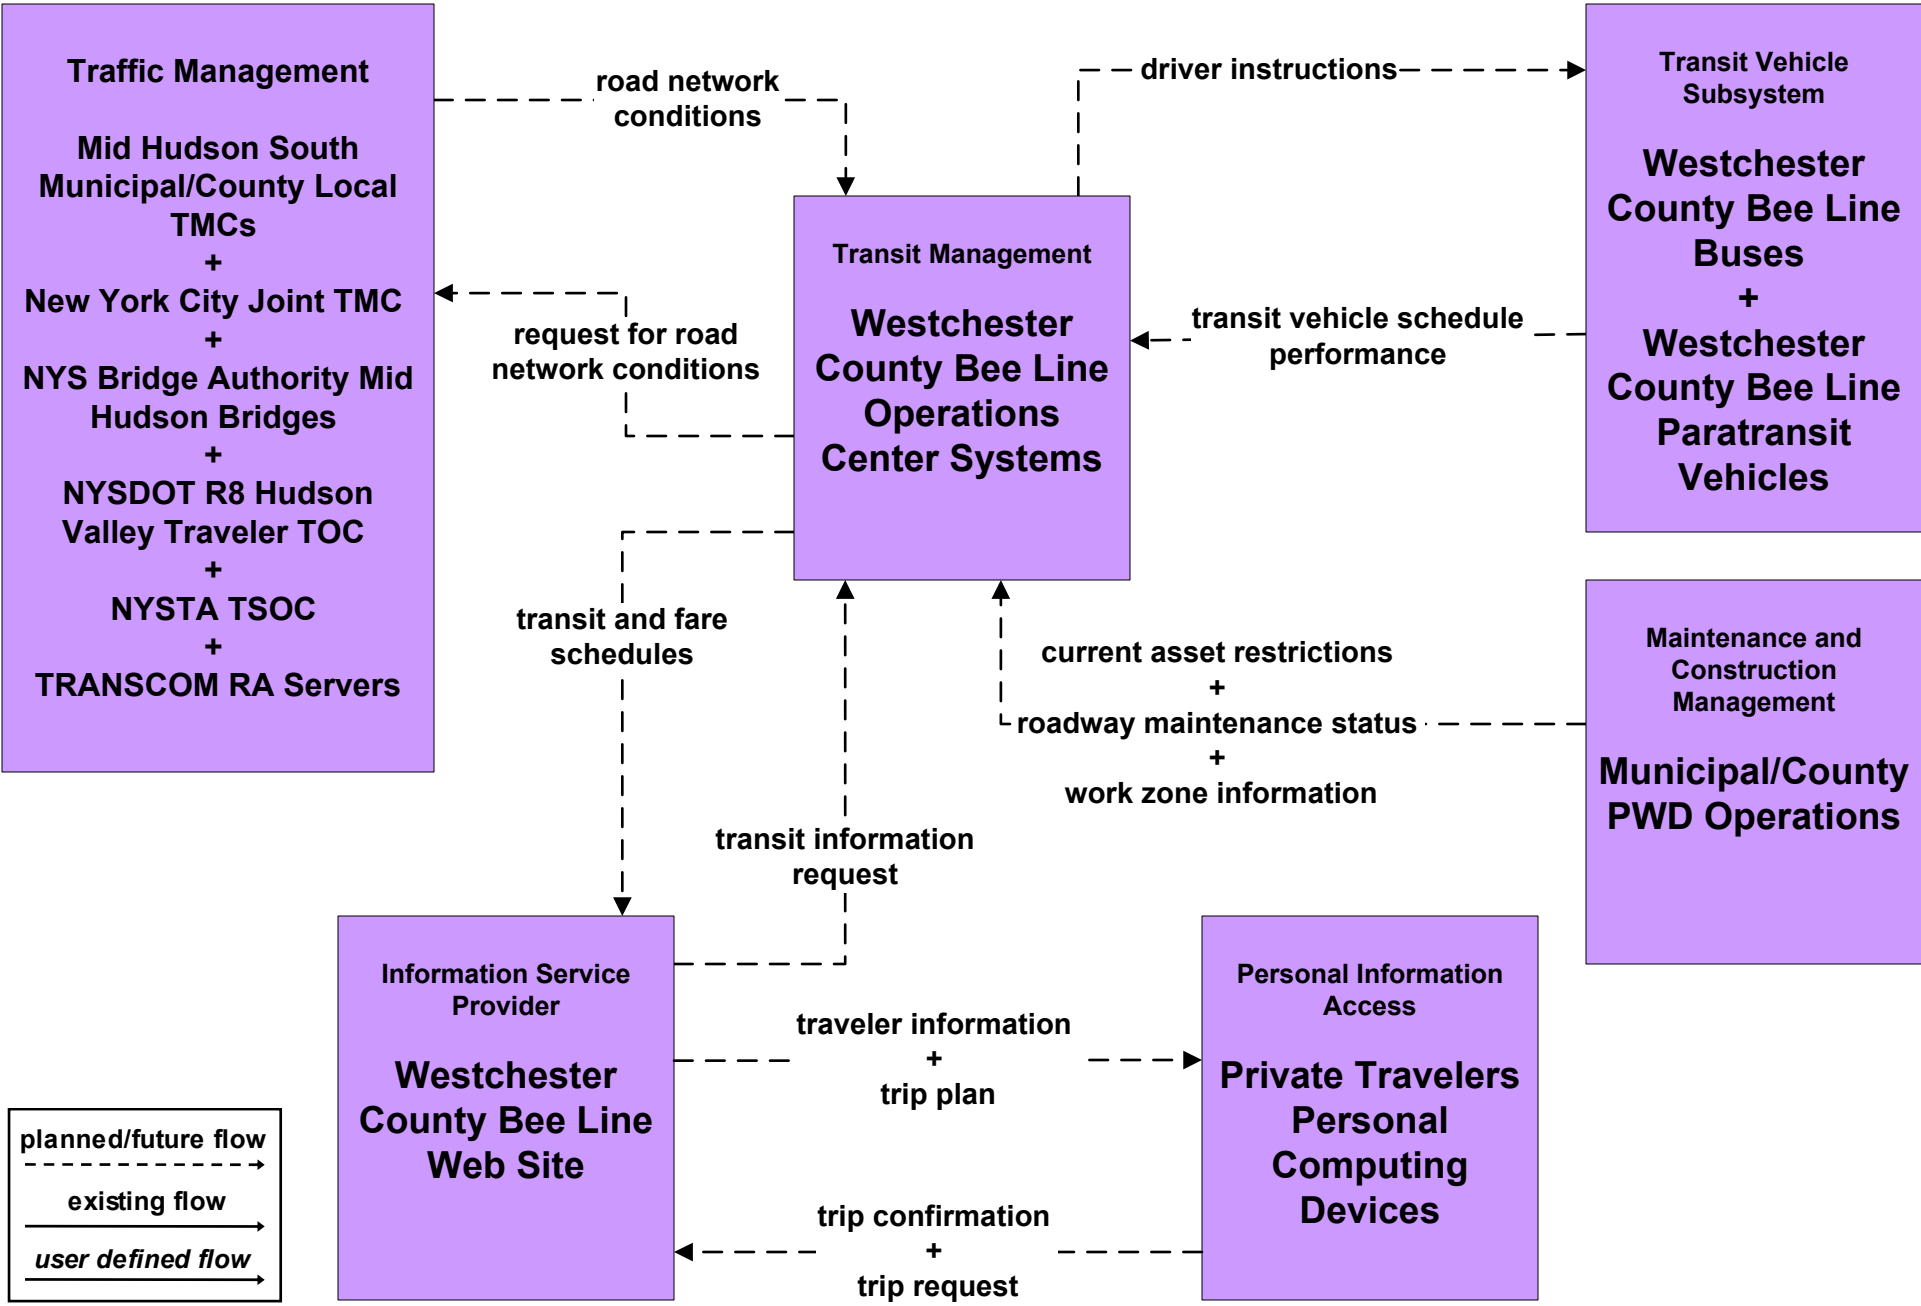 Traffic Management
Mid Hudson South
Municipal/County Local
TMCs
+
New York City Joint TMC
+
NYS Bridge Authority Mid
Hudson Bridges
+
NYSDOT R8 Hudson
Valley Traveler TOC
+
NYSTA TSOC
+
TRANSCOM RA Servers
road network
conditions
driver instructions
Transit Vehicle
Subsystem
Westchester
County Bee Line
Buses
+
Westchester
County Bee Line
Paratransit
Vehicles
Transit Management
Westchester
County Bee Line
Operations
Center Systems
request for road
network conditions
transit vehicle schedule
performance
transit and fare
schedules
current asset restrictions
+
roadway maintenance status
+
work zone information
Maintenance and
Construction
Management
Municipal/County
PWD Operations
transit information
request
Information Service
Provider
Westchester
County Bee Line
Web Site
traveler information
+
trip plan
Personal Information
Access
Private Travelers
Personal
Computing
Devices
trip confirmation
+
trip request
planned/future flow
existing flow
user defined flow